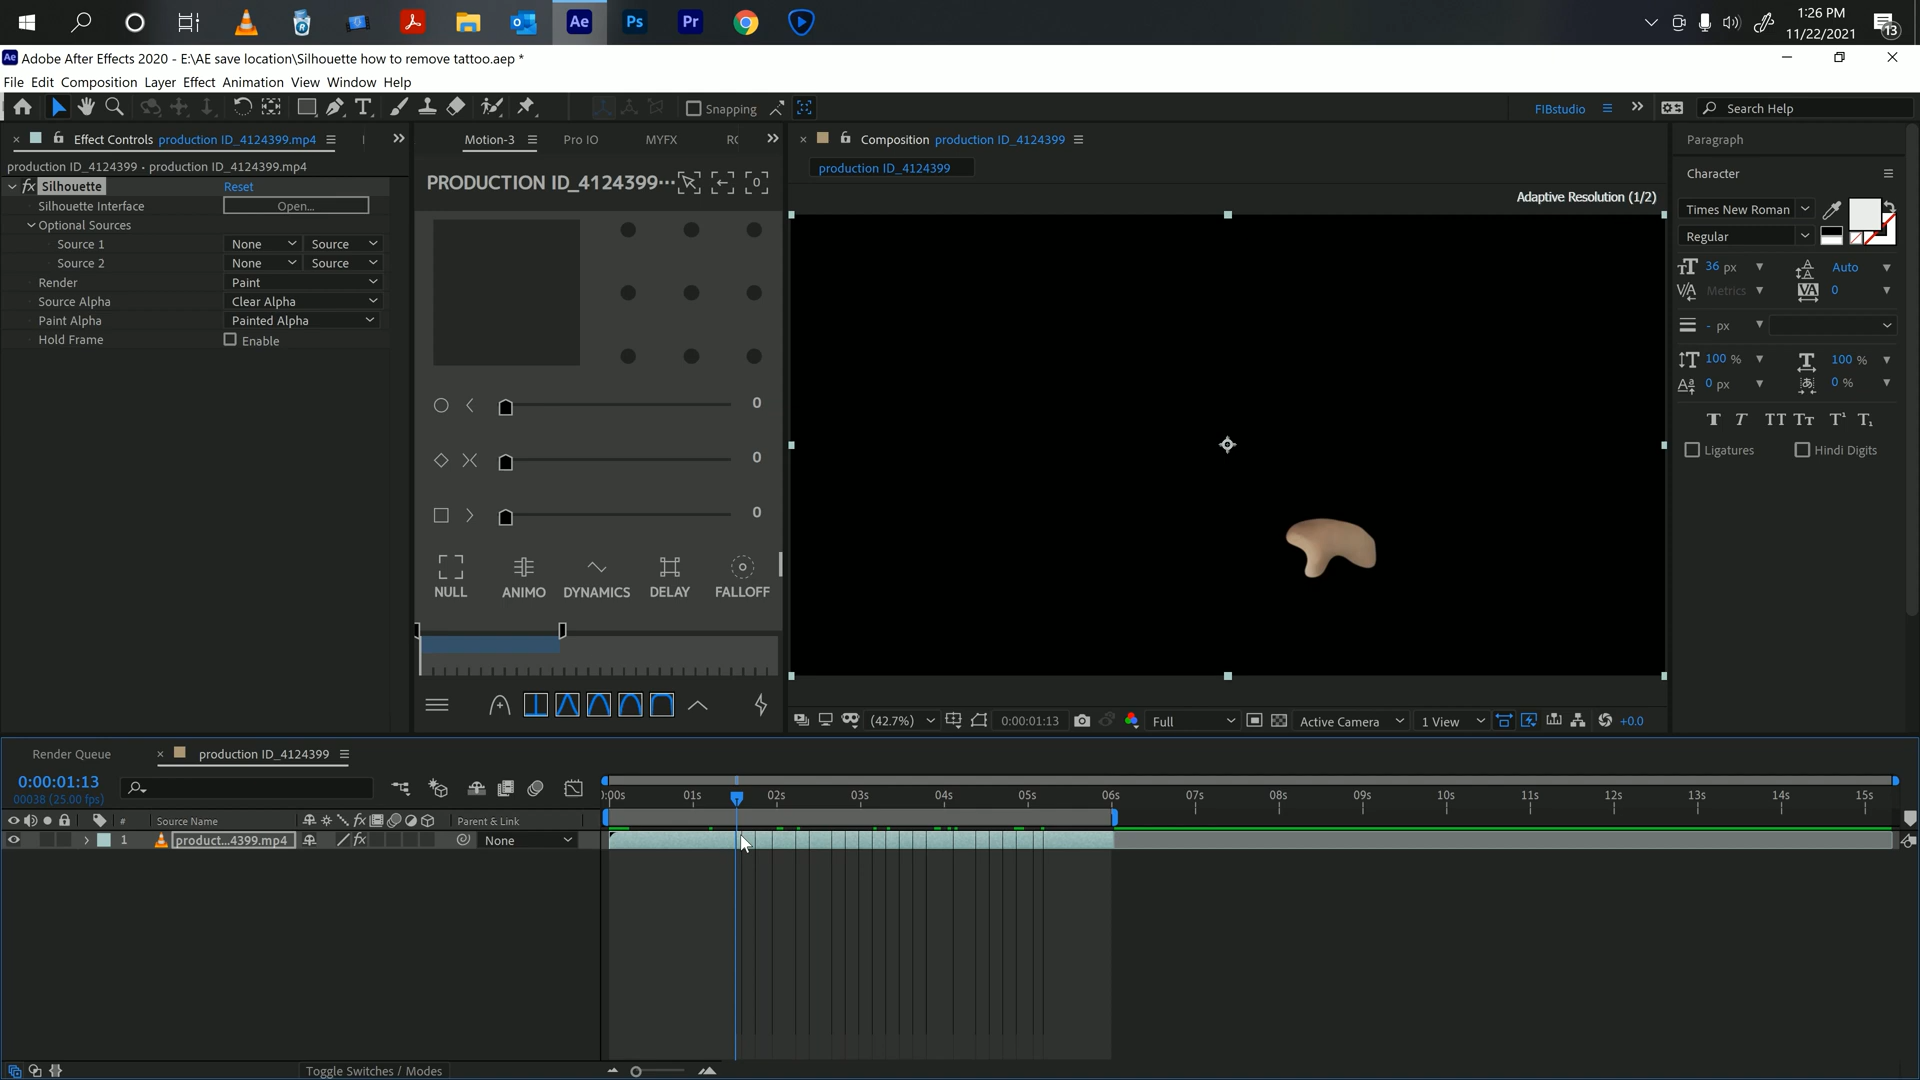 Ae
Ps
Pr
1:26 PM
11/22/2021
13
Ae Adobe After Effects 2020 - E:\AE save location\Silhouette how to remove tattoo.aep *
File Edit Composition Layer Effect Animation View Window Help
Snapping
FIBstudio
Search Help
Effect Controls production ID_4124399.mp4
Motion-3
Pro IO
MYFX
Composition production ID_4124399
Paragraph
production ID_4124399 · production ID_4124399.mp4
production ID_4124399
fx Silhouette Reset
Silhouette Interface Open...
Optional Sources
Source 1 None Source
Source 2 None Source
Render Paint
Source Alpha Clear Alpha
Paint Alpha Painted Alpha
Hold Frame Enable
PRODUCTION ID_4124399...
0
0
0
NULL ANIMO DYNAMICS DELAY FALLOFF
Adaptive Resolution (1/2)
(42.7%) 0:00:01:13 Full Active Camera 1 View +0.0
Character
Times New Roman
Regular
36 px Auto
Metrics 0
- px
100 % 100 %
0 px 0 %
Ligatures Hindi Digits
Render Queue
production ID_4124399
0:00:01:13
00038 (25.00 fps)
):00s 01s 02s 03s 04s 05s 06s 07s 08s 09s 10s 11s 12s 13s 14s 15s
# Source Name fx Parent & Link
1 product...4399.mp4 fx None
Toggle Switches / Modes